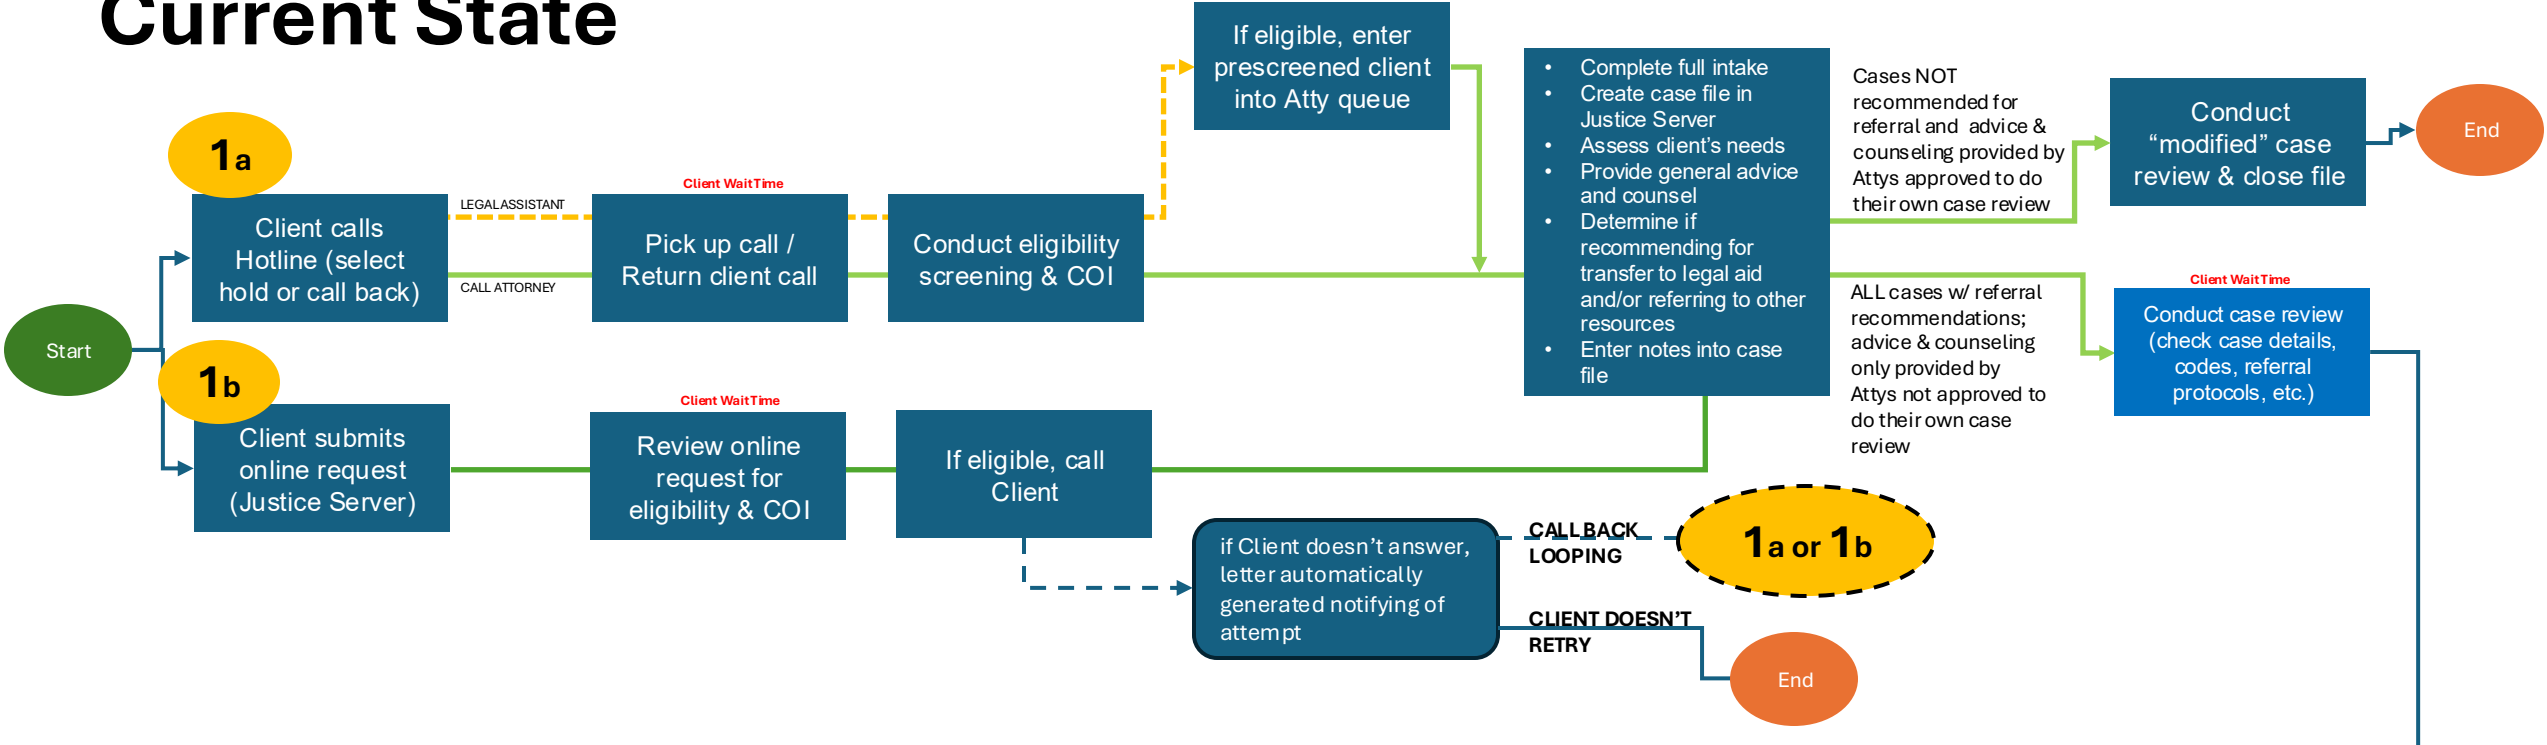 Current State
If eligible, enter
prescreened client
into Atty queue
• Complete full intake
• Create case file in
Justice Server
• Assess client's needs
• Provide general advice
and counsel
• Determine if
recommending for
transfer to legal aid
and/or referring to other
resources
• Enter notes into case
file
Cases NOT
recommended for
referral and advice &
counseling provided by
Attys approved to do
their own case review
Conduct
“modified” case
review & close file
End
1a
Client calls
Hotline (select
hold or call back)
LEGAL ASSISTANT
CALL ATTORNEY
Client Wait Time
Pick up call /
Return client call
Conduct eligibility
screening & COI
Start
ALL cases w/ referral
recommendations;
advice & counseling
only provided by
Attys not approved to
do their own case
review
Client Wait Time
Conduct case review
(check case details,
codes, referral
protocols, etc.)
1b
Client submits
online request
(Justice Server)
Client Wait Time
Review online
request for
eligibility & COI
If eligible, call
Client
if Client doesn’t answer,
letter automatically
generated notifying of
attempt
CALL BACK
LOOPING
1a or 1b
CLIENT DOESN’T
RETRY
End